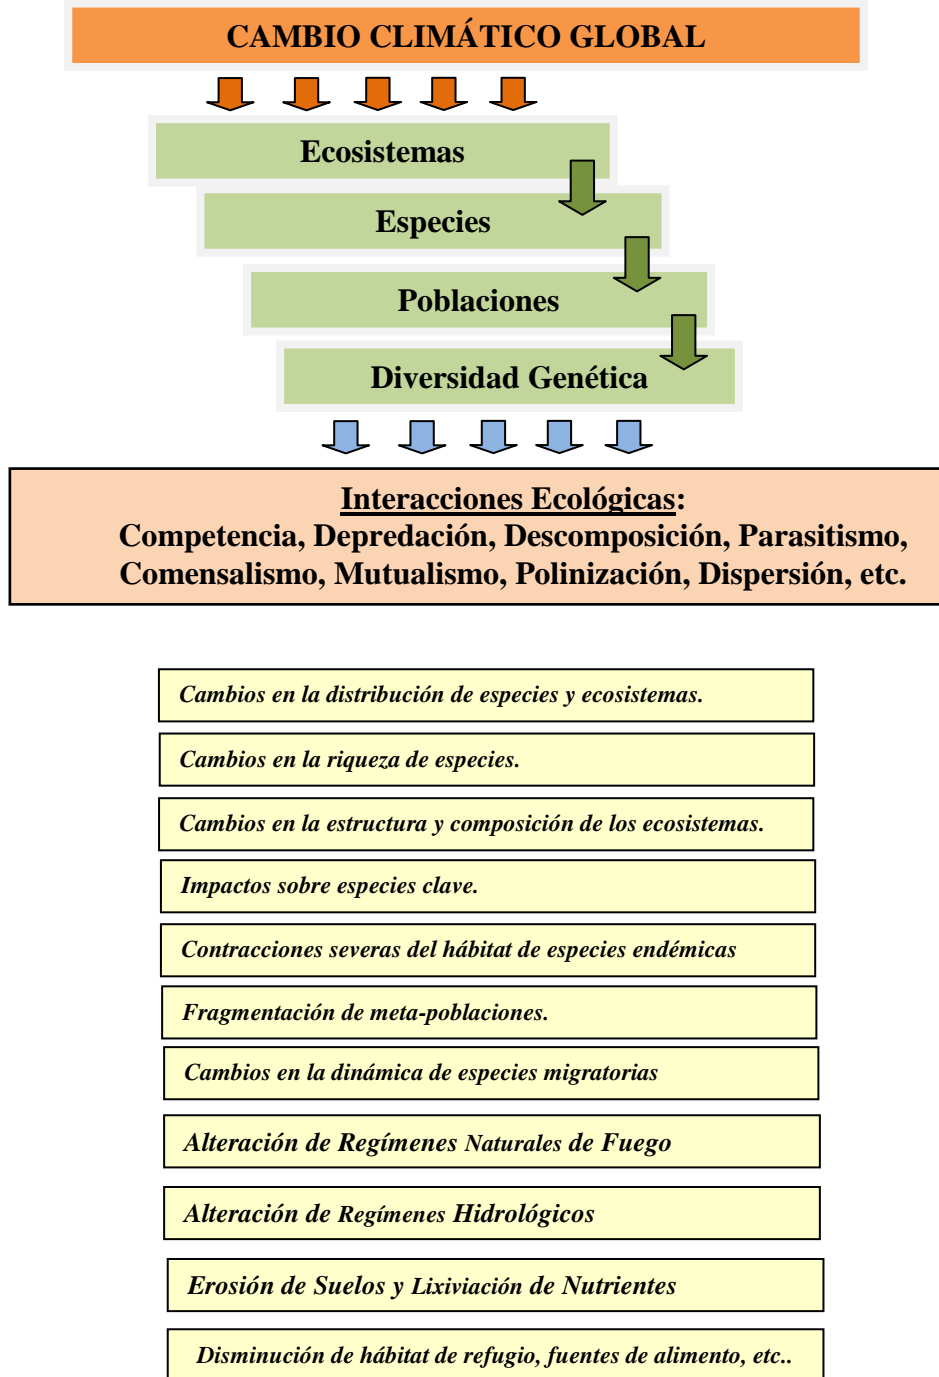 CAMBIO CLIMÁTICO GLOBAL
Ecosistemas
Especies
Poblaciones
Diversidad Genética
Interacciones Ecológicas:
Competencia, Depredación, Descomposición, Parasitismo,
Comensalismo, Mutualismo, Polinización, Dispersión, etc.
Cambios en la distribución de especies y ecosistemas.
Cambios en la riqueza de especies.
Cambios en la estructura y composición de los ecosistemas.
Impactos sobre especies clave.
Contracciones severas del hábitat de especies endémicas
Fragmentación de meta-poblaciones.
Cambios en la dinámica de especies migratorias
Alteración de Regímenes Naturales de Fuego
Alteración de Regímenes Hidrológicos
Erosión de Suelos y Lixiviación de Nutrientes
Disminución de hábitat de refugio, fuentes de alimento, etc..